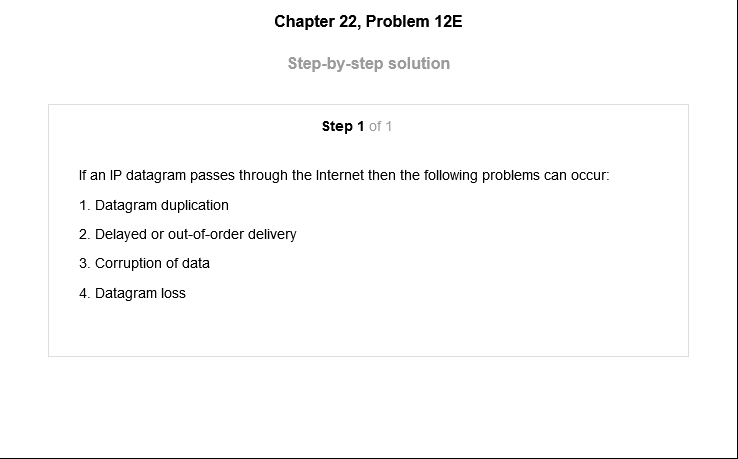 Chapter 22, Problem 12E
Step-by-step solution
Step 1 of 1
If an IP datagram passes through the Internet then the following problems can occur:
1. Datagram duplication
2. Delayed or out-of-order delivery
3. Corruption of data
4. Datagram loss